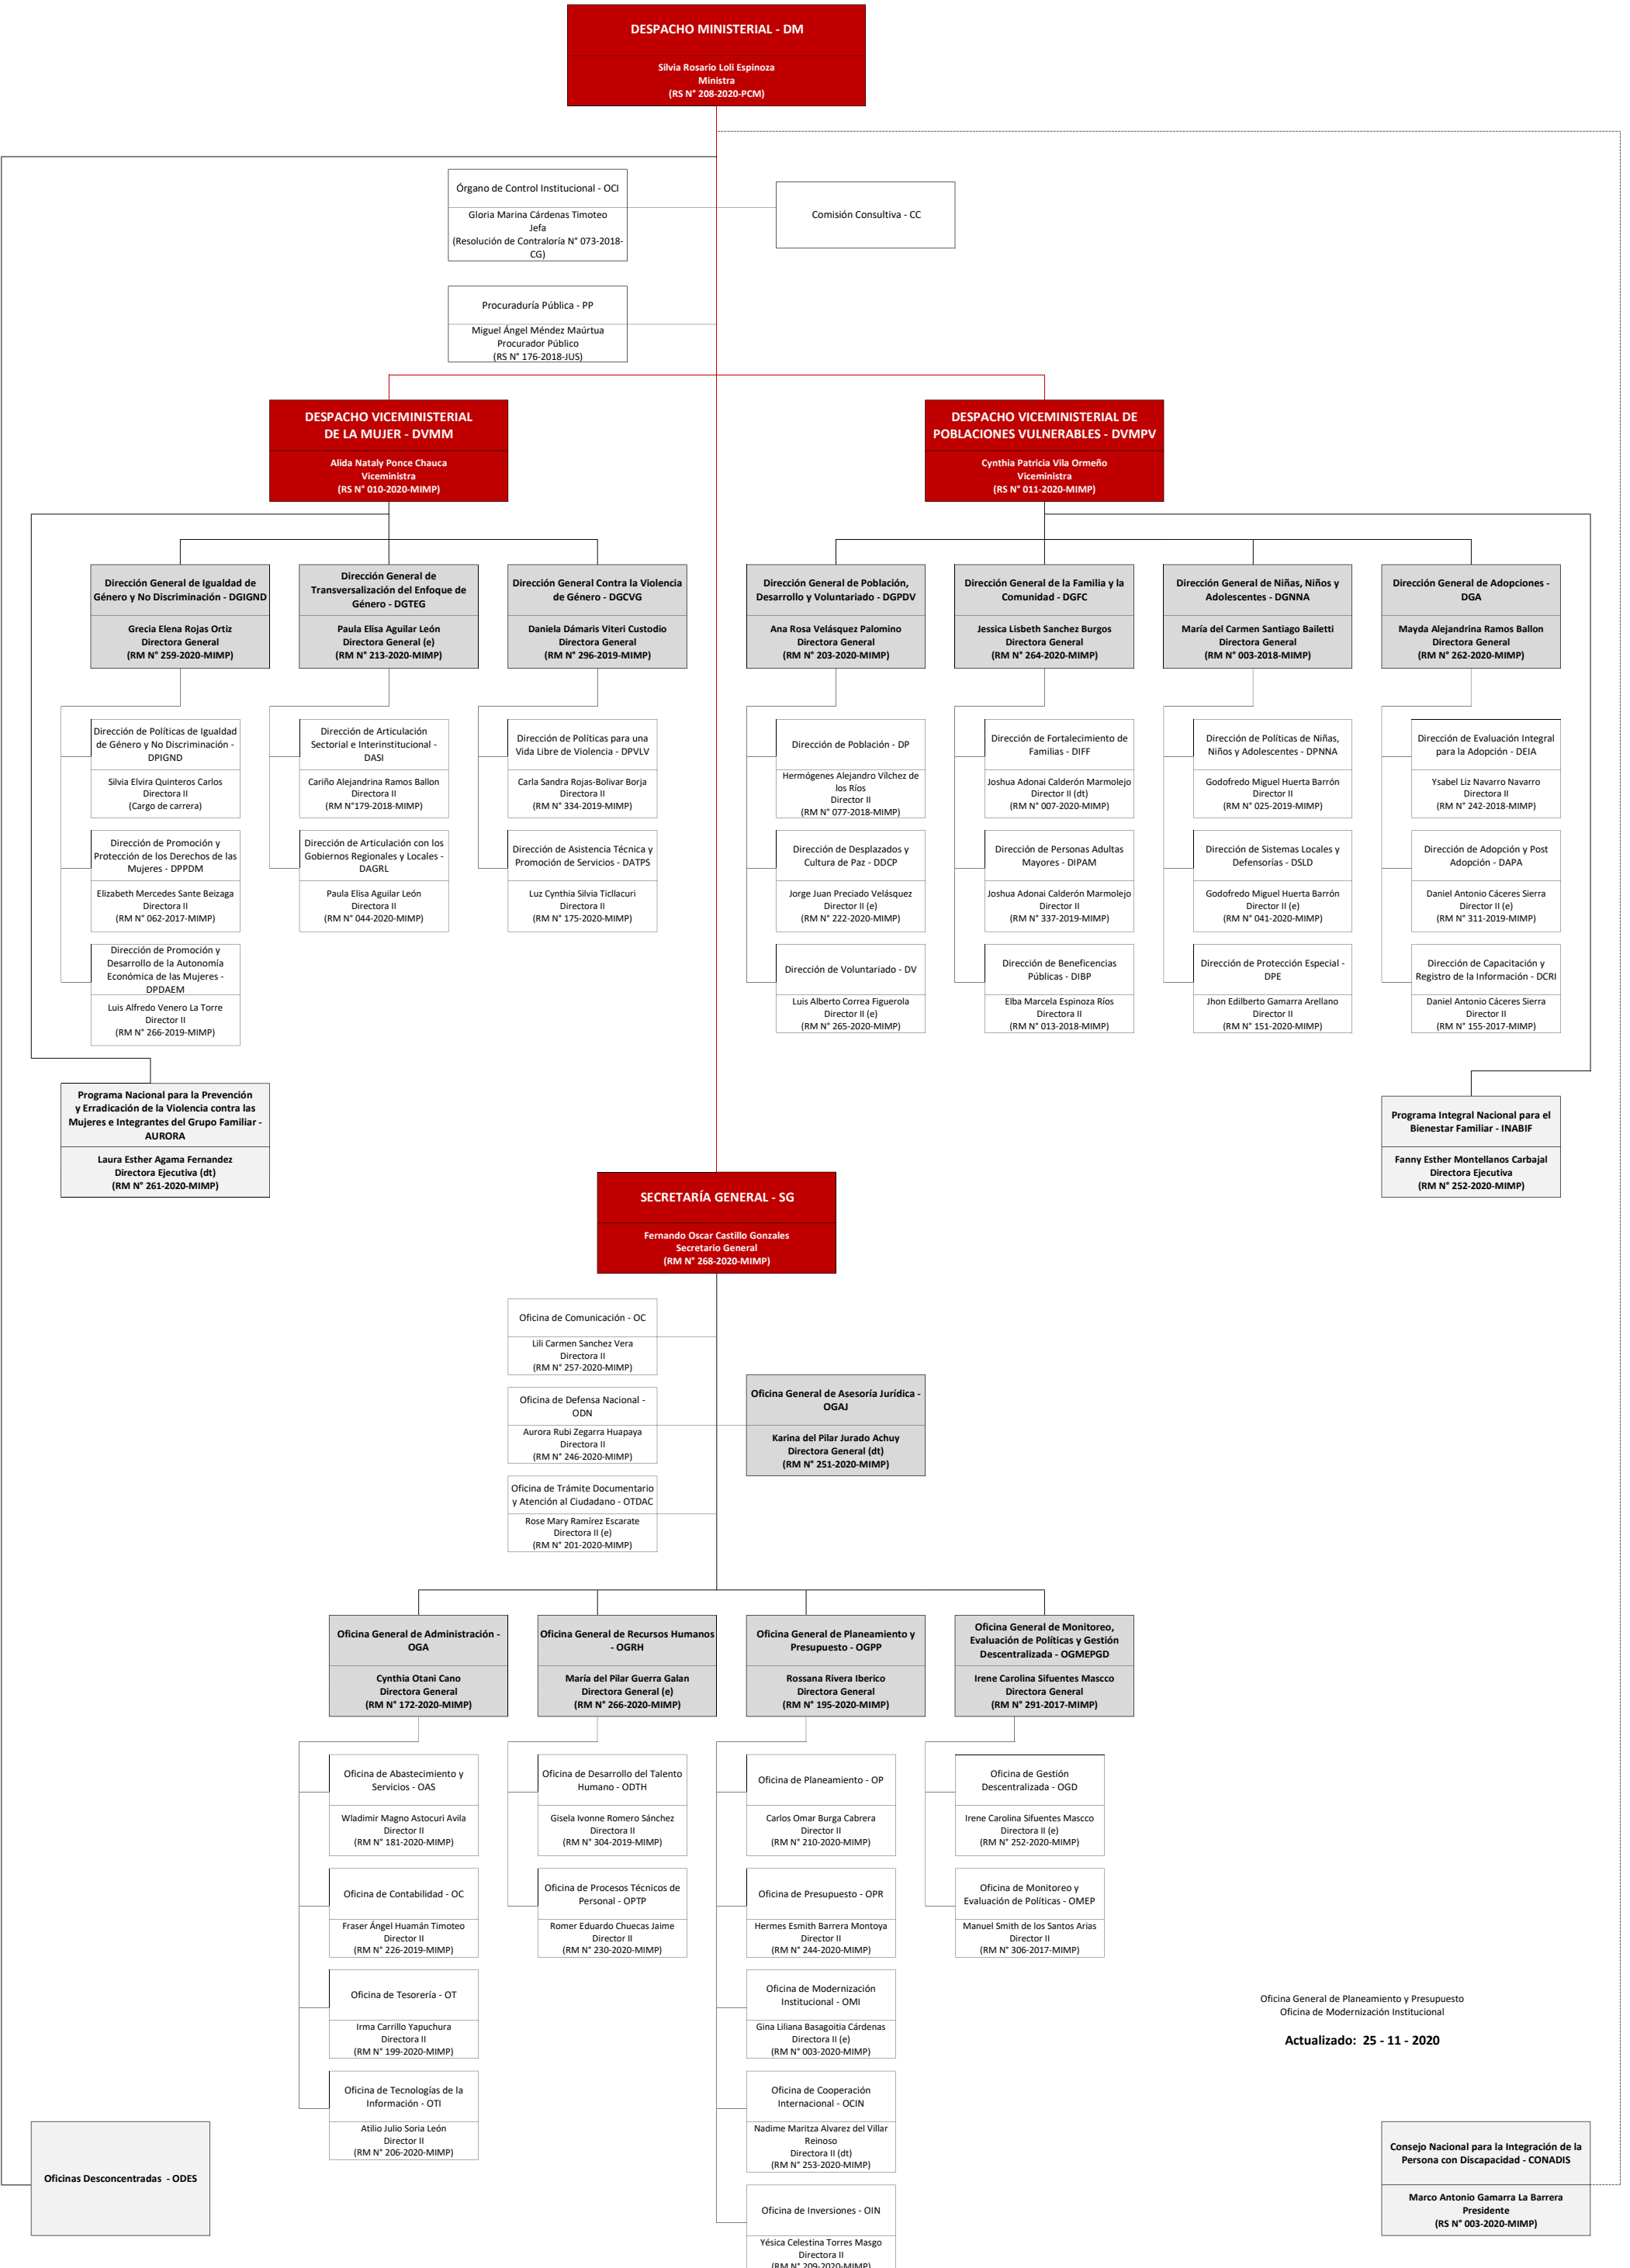 DESPACHO MINISTERIAL - DM
Silvia Rosario Loli Espinoza
Ministra
(RS N° 208-2020-PCM)
Órgano de Control Institucional - OCI
Gloria Marina Cárdenas Timoteo
Jefa
(Resolución de Contraloría N° 073-2018-
CG)
Comisión Consultiva - CC
Procuraduría Pública - PP
Miguel Ángel Méndez Maúrtua
Procurador Público
(RS N° 176-2018-JUS)
DESPACHO VICEMINISTERIAL
DE LA MUJER - DVMM
Alida Nataly Ponce Chauca
Viceministra
(RS N° 010-2020-MIMP)
DESPACHO VICEMINISTERIAL DE
POBLACIONES VULNERABLES - DVMPV
Cynthia Patricia Vila Ormeño
Viceministra
(RS N° 011-2020-MIMP)
Dirección General de Igualdad de
Género y No Discriminación - DGIGND
Grecia Elena Rojas Ortiz
Directora General
(RM N° 259-2020-MIMP)
Dirección General de
Transversalización del Enfoque de
Género - DGTEG
Paula Elisa Aguilar León
Directora General (e)
(RM N° 213-2020-MIMP)
Dirección General Contra la Violencia
de Género - DGCVG
Daniela Dámaris Viteri Custodio
Directora General
(RM N° 296-2019-MIMP)
Dirección General de Población,
Desarrollo y Voluntariado - DGPDV
Ana Rosa Velásquez Palomino
Directora General
(RM N° 203-2020-MIMP)
Dirección General de la Familia y la
Comunidad - DGFC
Jessica Lisbeth Sanchez Burgos
Directora General
(RM N° 264-2020-MIMP)
Dirección General de Niñas, Niños y
Adolescentes - DGNNA
María del Carmen Santiago Bailetti
Directora General
(RM N° 003-2018-MIMP)
Dirección General de Adopciones -
DGA
Mayda Alejandrina Ramos Ballon
Directora General
(RM N° 262-2020-MIMP)
Dirección de Políticas de Igualdad
de Género y No Discriminación -
DPIGND
Silvia Elvira Quinteros Carlos
Directora II
(Cargo de carrera)
Dirección de Articulación
Sectorial e Interinstitucional -
DASI
Cariño Alejandrina Ramos Ballon
Directora II
(RM N°179-2018-MIMP)
Dirección de Políticas para una
Vida Libre de Violencia - DPVLV
Carla Sandra Rojas-Bolivar Borja
Directora II
(RM N° 334-2019-MIMP)
Dirección de Población - DP
Hermógenes Alejandro Vílchez de
los Ríos
Director II
(RM N° 077-2018-MIMP)
Dirección de Fortalecimiento de
Familias - DIFF
Joshua Adonai Calderón Marmolejo
Director II (dt)
(RM N° 007-2020-MIMP)
Dirección de Políticas de Niñas,
Niños y Adolescentes - DPNNA
Godofredo Miguel Huerta Barrón
Director II
(RM N° 025-2019-MIMP)
Dirección de Evaluación Integral
para la Adopción - DEIA
Ysabel Liz Navarro Navarro
Directora II
(RM N° 242-2018-MIMP)
Dirección de Promoción y
Protección de los Derechos de las
Mujeres - DPPDM
Elizabeth Mercedes Sante Beizaga
Directora II
(RM N° 062-2017-MIMP)
Dirección de Articulación con los
Gobiernos Regionales y Locales -
DAGRL
Paula Elisa Aguilar León
Directora II
(RM N° 044-2020-MIMP)
Dirección de Asistencia Técnica y
Promoción de Servicios - DATPS
Luz Cynthia Silvia Ticllacuri
Directora II
(RM N° 175-2020-MIMP)
Dirección de Desplazados y
Cultura de Paz - DDCP
Jorge Juan Preciado Velásquez
Director II (e)
(RM N° 222-2020-MIMP)
Dirección de Personas Adultas
Mayores - DIPAM
Joshua Adonai Calderón Marmolejo
Director II
(RM N° 337-2019-MIMP)
Dirección de Sistemas Locales y
Defensorías - DSLD
Godofredo Miguel Huerta Barrón
Director II (e)
(RM N° 041-2020-MIMP)
Dirección de Adopción y Post
Adopción - DAPA
Daniel Antonio Cáceres Sierra
Director II (e)
(RM N° 311-2019-MIMP)
Dirección de Promoción y
Desarrollo de la Autonomía
Económica de las Mujeres -
DPDAEM
Luis Alfredo Venero La Torre
Director II
(RM N° 266-2019-MIMP)
Dirección de Voluntariado - DV
Luis Alberto Correa Figuerola
Director II (e)
(RM N° 265-2020-MIMP)
Dirección de Beneficencias
Públicas - DIBP
Elba Marcela Espinoza Ríos
Directora II
(RM N° 013-2018-MIMP)
Dirección de Protección Especial -
DPE
Jhon Edilberto Gamarra Arellano
Director II
(RM N° 151-2020-MIMP)
Dirección de Capacitación y
Registro de la Información - DCRI
Daniel Antonio Cáceres Sierra
Director II
(RM N° 155-2017-MIMP)
Programa Nacional para la Prevención
y Erradicación de la Violencia contra las
Mujeres e Integrantes del Grupo Familiar -
AURORA
Laura Esther Agama Fernandez
Directora Ejecutiva (dt)
(RM N° 261-2020-MIMP)
Programa Integral Nacional para el
Bienestar Familiar - INABIF
Fanny Esther Montellanos Carbajal
Directora Ejecutiva
(RM N° 252-2020-MIMP)
SECRETARÍA GENERAL - SG
Fernando Oscar Castillo Gonzales
Secretario General
(RM N° 268-2020-MIMP)
Oficina de Comunicación - OC
Lili Carmen Sanchez Vera
Directora II
(RM N° 257-2020-MIMP)
Oficina de Defensa Nacional -
ODN
Aurora Rubi Zegarra Huapaya
Directora II
(RM N° 246-2020-MIMP)
Oficina General de Asesoría Jurídica -
OGAJ
Karina del Pilar Jurado Achuy
Directora General (dt)
(RM N° 251-2020-MIMP)
Oficina de Trámite Documentario
y Atención al Ciudadano - OTDAC
Rose Mary Ramírez Escarate
Directora II (e)
(RM N° 201-2020-MIMP)
Oficina General de Administración -
OGA
Cynthia Otani Cano
Directora General
(RM N° 172-2020-MIMP)
Oficina General de Recursos Humanos
- OGRH
María del Pilar Guerra Galan
Directora General (e)
(RM N° 266-2020-MIMP)
Oficina General de Planeamiento y
Presupuesto - OGPP
Rossana Rivera Iberico
Directora General
(RM N° 195-2020-MIMP)
Oficina General de Monitoreo,
Evaluación de Políticas y Gestión
Descentralizada - OGMEPGD
Irene Carolina Sifuentes Mascco
Directora General
(RM N° 291-2017-MIMP)
Oficina de Abastecimiento y
Servicios - OAS
Wladimir Magno Astocuri Avila
Director II
(RM N° 181-2020-MIMP)
Oficina de Desarrollo del Talento
Humano - ODTH
Gisela Ivonne Romero Sánchez
Directora II
(RM N° 304-2019-MIMP)
Oficina de Planeamiento - OP
Carlos Omar Burga Cabrera
Director II
(RM N° 210-2020-MIMP)
Oficina de Gestión
Descentralizada - OGD
Irene Carolina Sifuentes Mascco
Directora II (e)
(RM N° 252-2020-MIMP)
Oficina de Contabilidad - OC
Fraser Ángel Huamán Timoteo
Director II
(RM N° 226-2019-MIMP)
Oficina de Procesos Técnicos de
Personal - OPTP
Romer Eduardo Chuecas Jaime
Director II
(RM N° 230-2020-MIMP)
Oficina de Presupuesto - OPR
Hermes Esmith Barrera Montoya
Director II
(RM N° 244-2020-MIMP)
Oficina de Monitoreo y
Evaluación de Políticas - OMEP
Manuel Smith de los Santos Arias
Director II
(RM N° 306-2017-MIMP)
Oficina de Tesorería - OT
Irma Carrillo Yapuchura
Directora II
(RM N° 199-2020-MIMP)
Oficina de Modernización
Institucional - OMI
Gina Liliana Basagoitia Cárdenas
Directora II (e)
(RM N° 003-2020-MIMP)
Oficina General de Planeamiento y Presupuesto
Oficina de Modernización Institucional
Actualizado: 25 - 11 - 2020
Oficina de Tecnologías de la
Información - OTI
Atilio Julio Soria León
Director II
(RM N° 206-2020-MIMP)
Oficina de Cooperación
Internacional - OCIN
Nadime Maritza Alvarez del Villar
Reinoso
Directora II (dt)
(RM N° 253-2020-MIMP)
Oficinas Desconcentradas - ODES
Consejo Nacional para la Integración de la
Persona con Discapacidad - CONADIS
Marco Antonio Gamarra La Barrera
Presidente
(RS N° 003-2020-MIMP)
Oficina de Inversiones - OIN
Yésica Celestina Torres Masgo
Directora II
(RM N° 209-2020-MIMP)